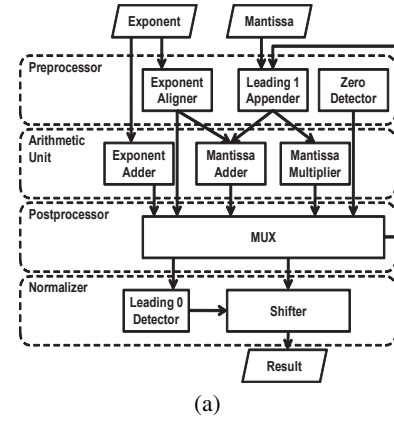 Exponent
Mantissa
Preprocessor
Exponent
Aligner
Leading 1
Appender
Zero
Detector
Arithmetic
Unit
Exponent
Adder
Mantissa
Adder
Mantissa
Multiplier
Postprocessor
MUX
Normalizer
Leading 0
Detector
Shifter
Result
(a)